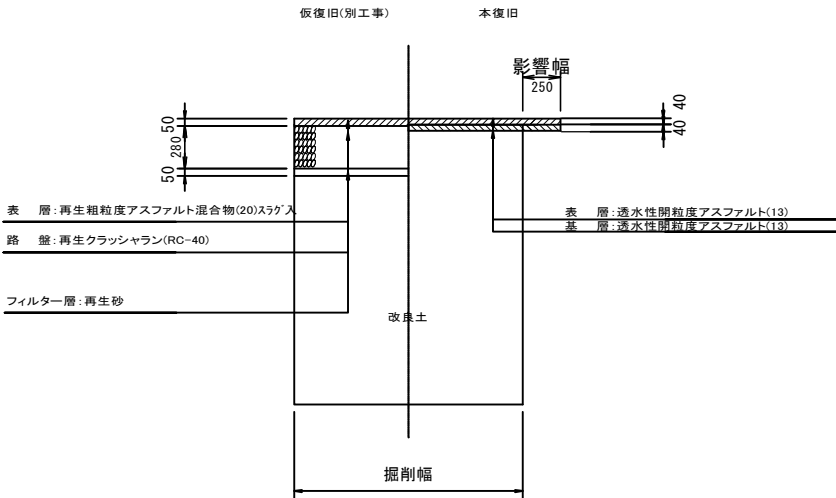 仮復旧(別工事)
本復旧
影響幅
250
50
280
50
40
40
表　層:再生粗粒度アスファルト混合物(20)スラグ入
路　盤:再生クラッシャラン(RC-40)
フィルター層:再生砂
表　層:透水性開粒度アスファルト(13)
基　層:透水性開粒度アスファルト(13)
改良土
掘削幅